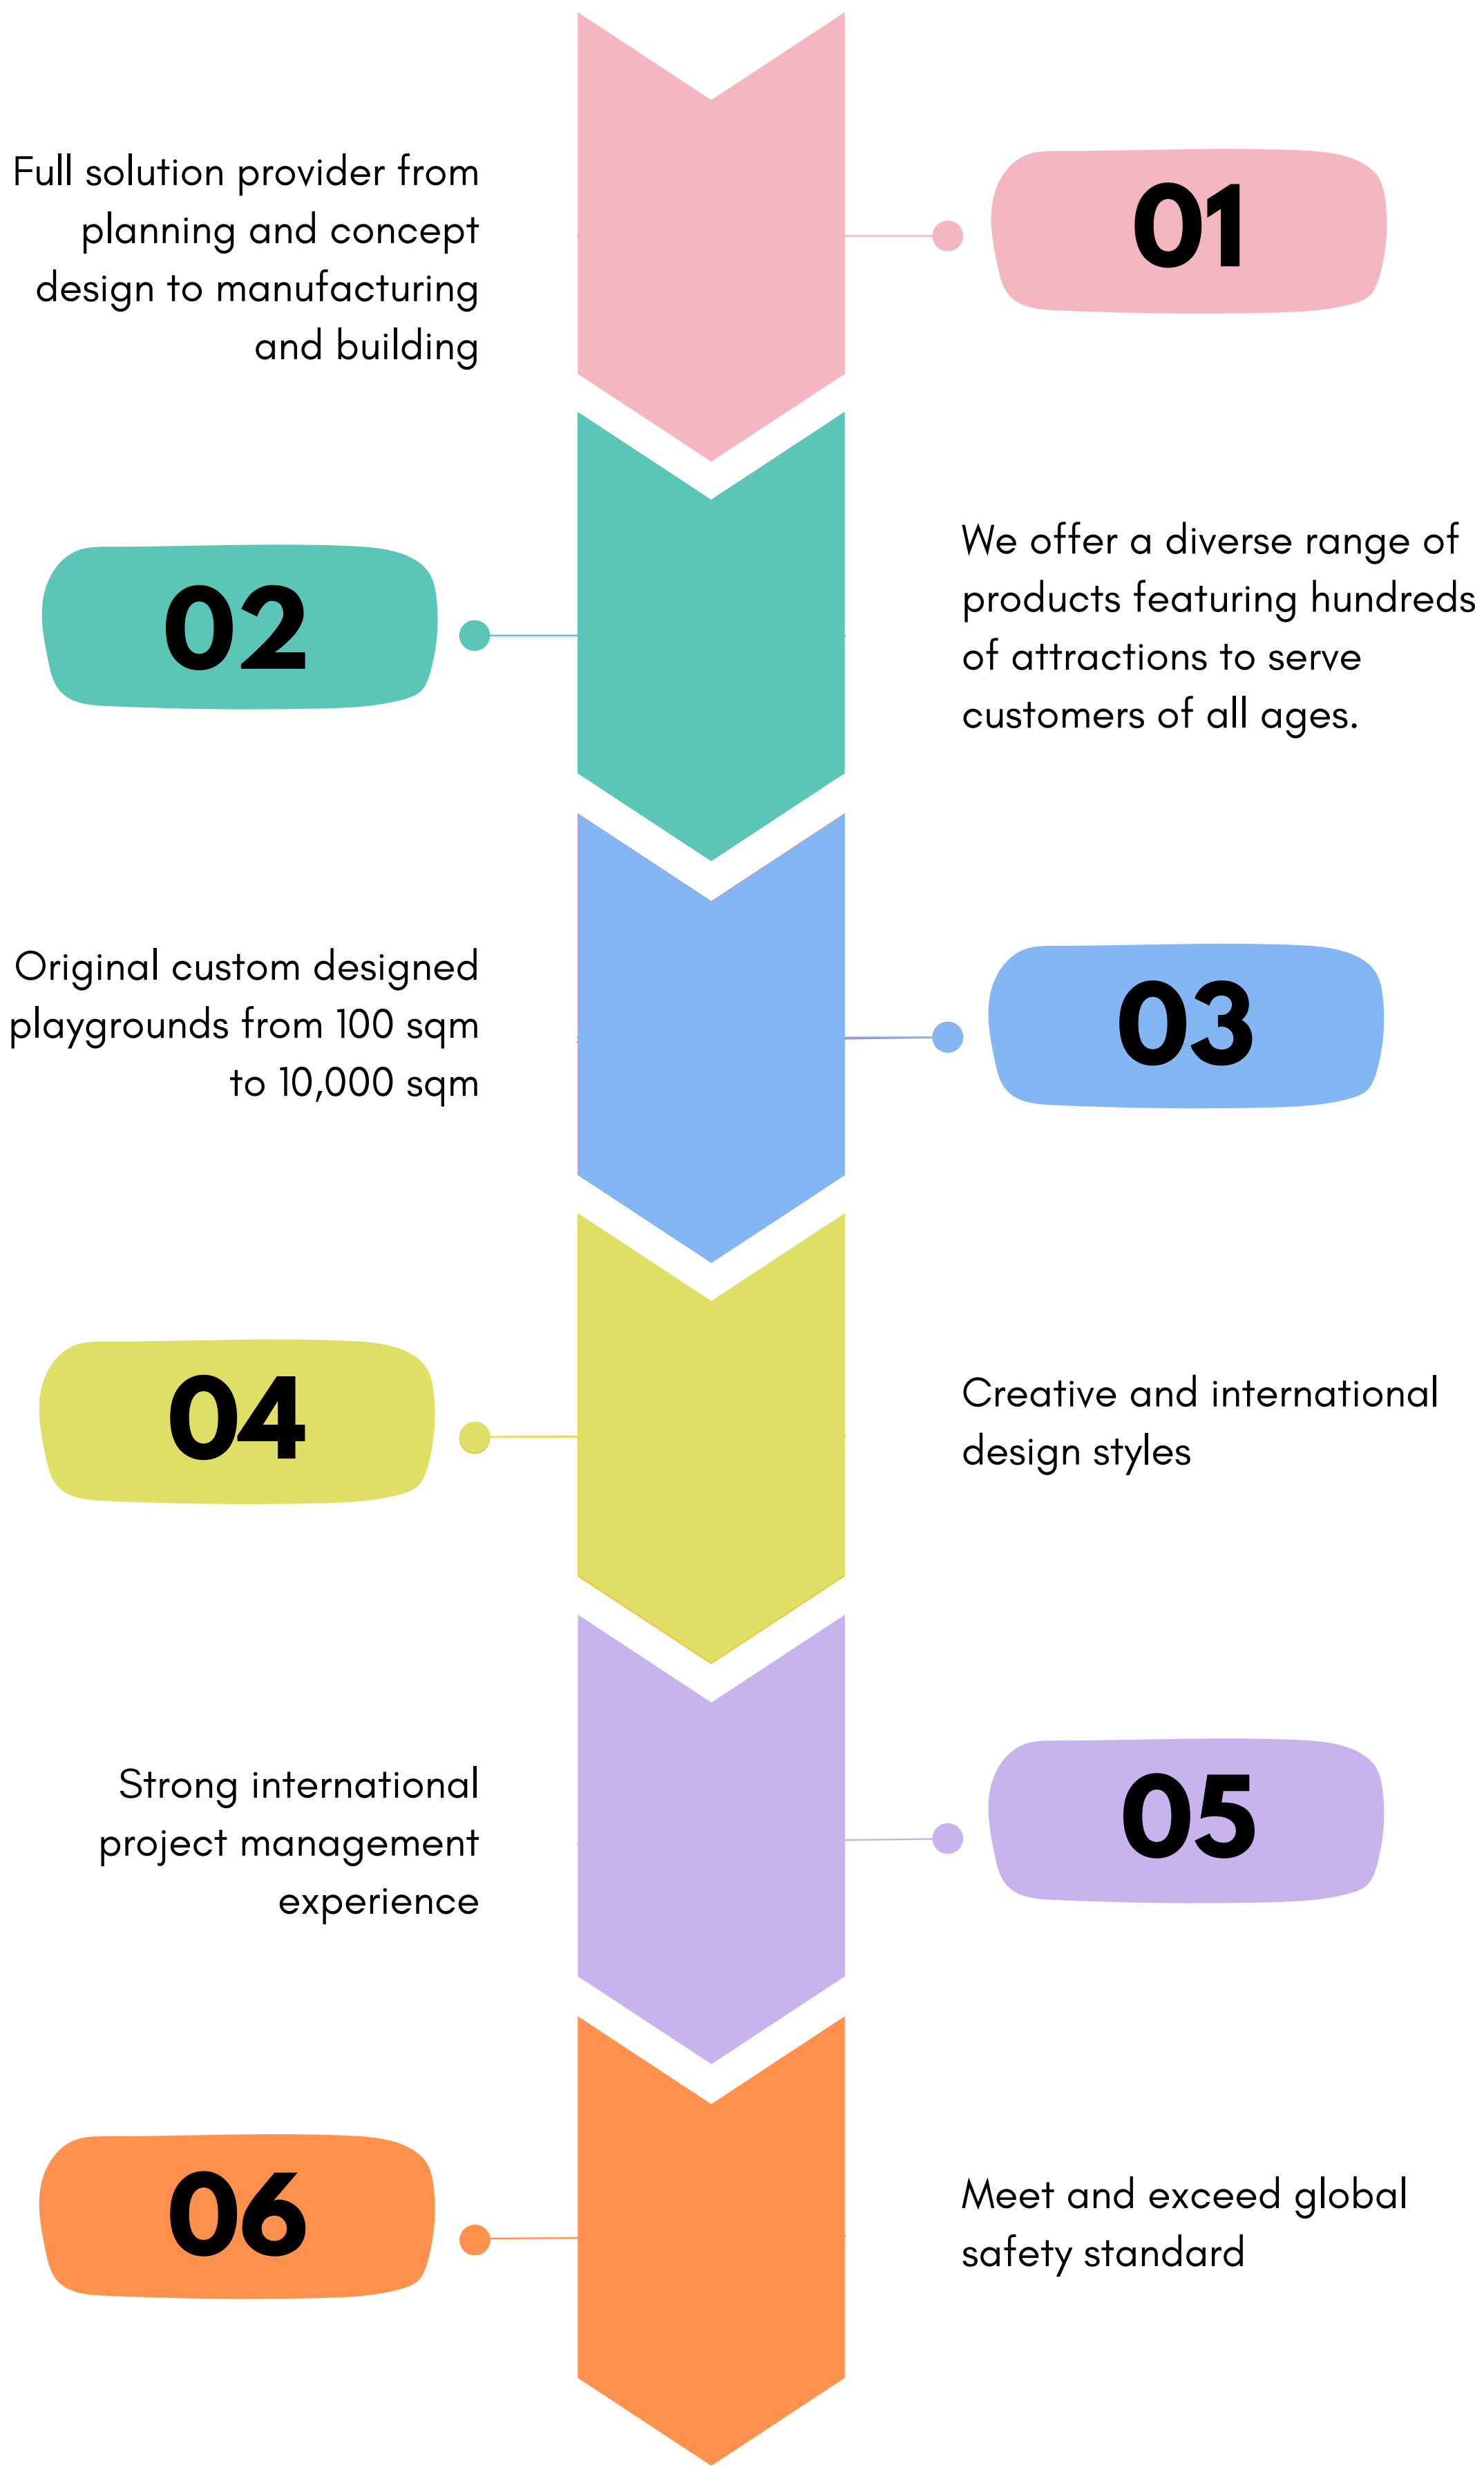 01
Full solution provider from
planning and concept
design to manufacturing
and building
02
We offer a diverse range of
products featuring hundreds
of attractions to serve
customers of all ages.
03
Original custom designed
playgrounds from 100 sqm
to 10,000 sqm
04
Creative and international
design styles
05
Strong international
project management
experience
06
Meet and exceed global
safety standard